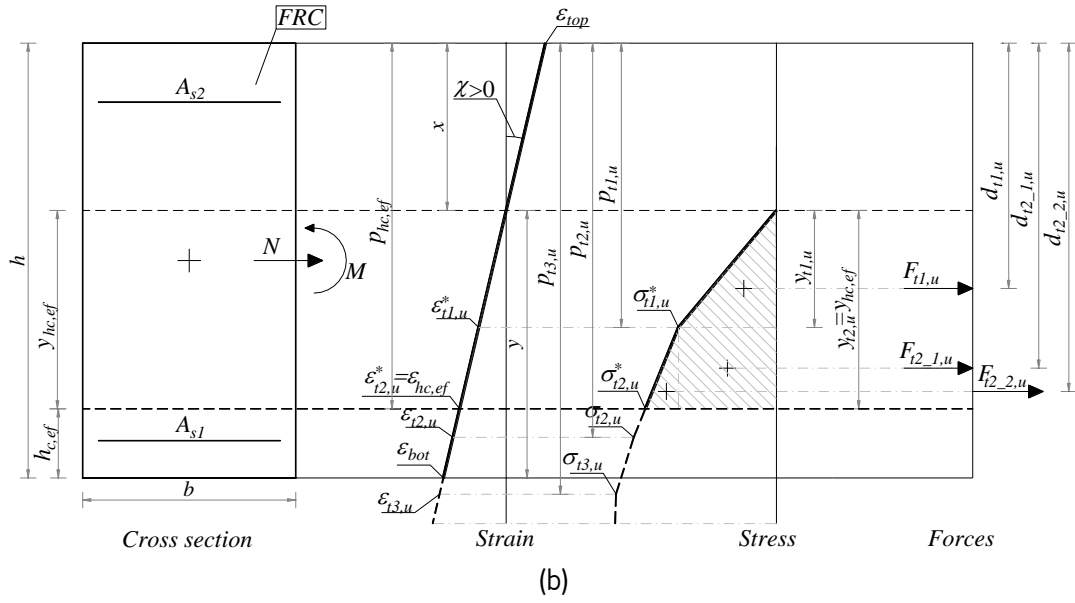 FRC
ε_top
A_s2
χ>0
x
p_hc,ef
p_t1,u
p_t2,u
p_t3,u
d_t1,u
d_t2_1,u
d_t2_2,u
h
N
M
y_hc,ef
y
ε*_t1,u
σ*_t1,u
y_t1,u
y_t2,u≡y_hc,ef
F_t1,u
F_t2_1,u
F_t2_2,u
ε*_t2,u=ε_hc,ef
σ*_t2,u
ε_t2,u
σ_t2,u
h_c,ef
A_s1
ε_bot
σ_t3,u
b
ε_t3,u
Cross section
Strain
Stress
Forces
(b)